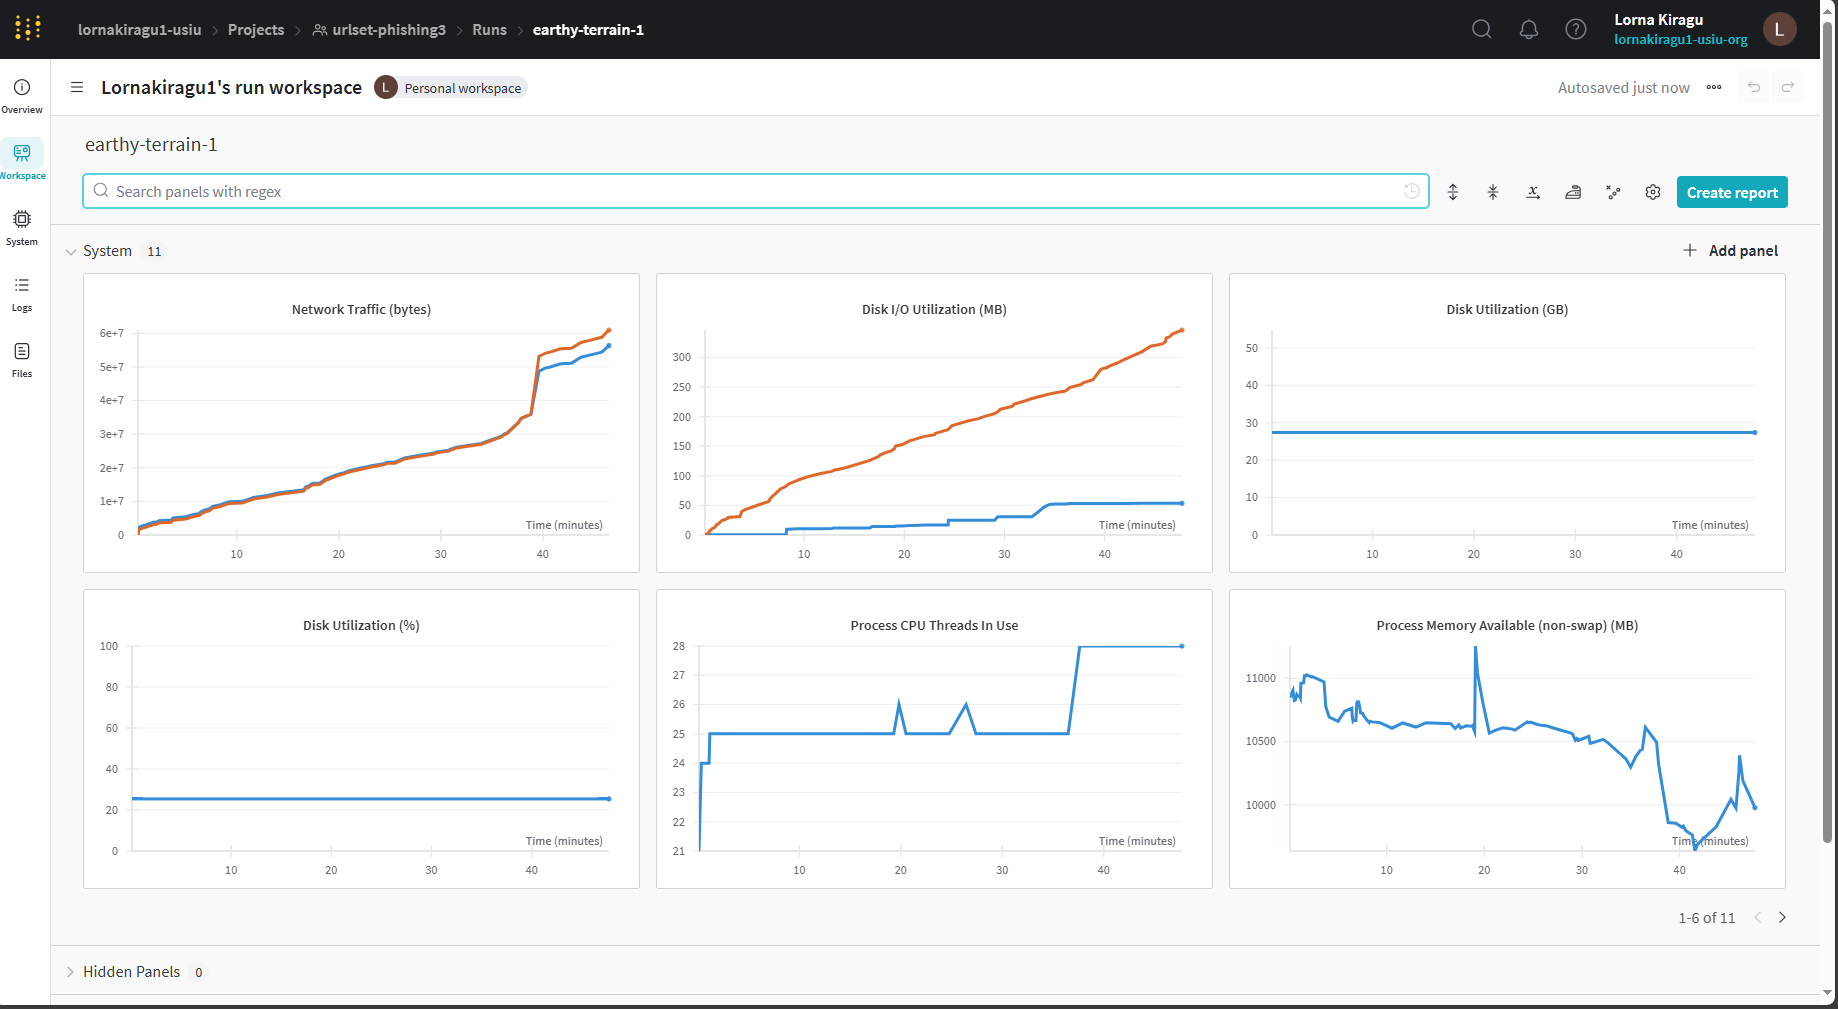 lornakiragu1-usiu > Projects > urlset-phishing3 > Runs > earthy-terrain-1
Lorna Kiragu
lornakiragu1-usiu-org
L
Overview
Workspace
System
Logs
Files
Lornakiragu1's run workspace
L
Personal workspace
Autosaved just now
earthy-terrain-1
Search panels with regex
Create report
System 11
Add panel
Network Traffic (bytes)
6e+7
5e+7
4e+7
3e+7
2e+7
1e+7
0
Time (minutes)
10 20 30 40
Disk I/O Utilization (MB)
300
250
200
150
100
50
0
Time (minutes)
10 20 30 40
Disk Utilization (GB)
50
40
30
20
10
0
Time (minutes)
10 20 30 40
Disk Utilization (%)
100
80
60
40
20
0
Time (minutes)
10 20 30 40
Process CPU Threads In Use
28
27
26
25
24
23
22
21
Time (minutes)
10 20 30 40
Process Memory Available (non-swap) (MB)
11000
10500
10000
Time (minutes)
10 20 30 40
1-6 of 11
Hidden Panels 0